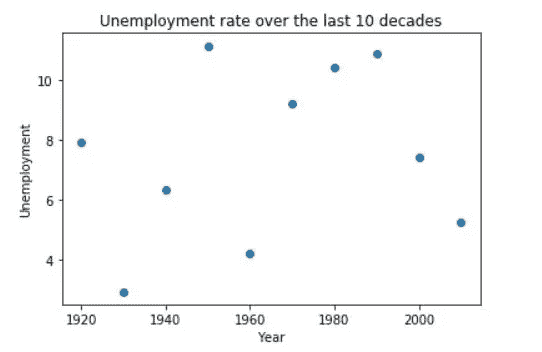 Unemployment rate over the last 10 decades
10
8
6
4
Unemployment
1920 1940 1960 1980 2000
Year